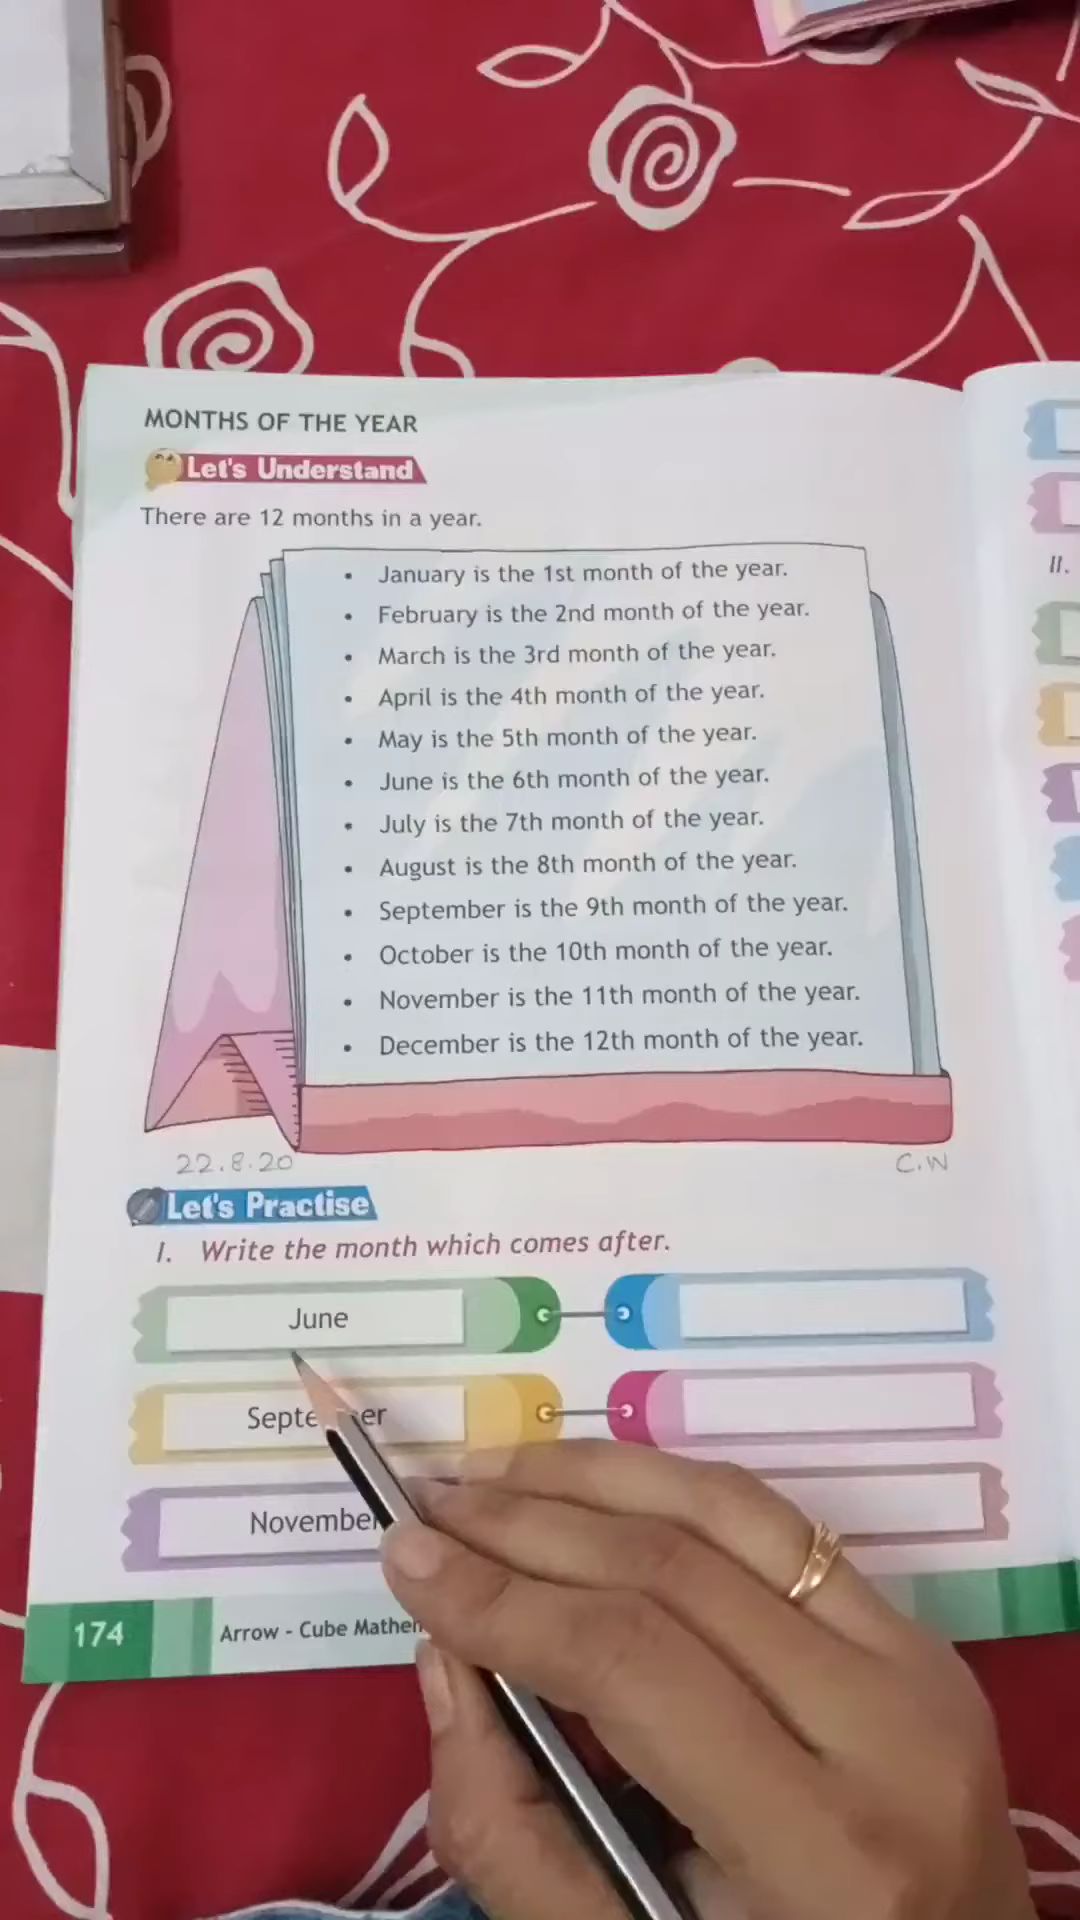 MONTHS OF THE YEAR
Let's Understand
There are 12 months in a year.
• January is the 1st month of the year.
• February is the 2nd month of the year.
• March is the 3rd month of the year.
• April is the 4th month of the year.
• May is the 5th month of the year.
• June is the 6th month of the year.
• July is the 7th month of the year.
• August is the 8th month of the year.
• September is the 9th month of the year.
• October is the 10th month of the year.
• November is the 11th month of the year.
• December is the 12th month of the year.
22.8.20 C.W
Let's Practise
I. Write the month which comes after.
June
November
174 Arrow - Cube
II.